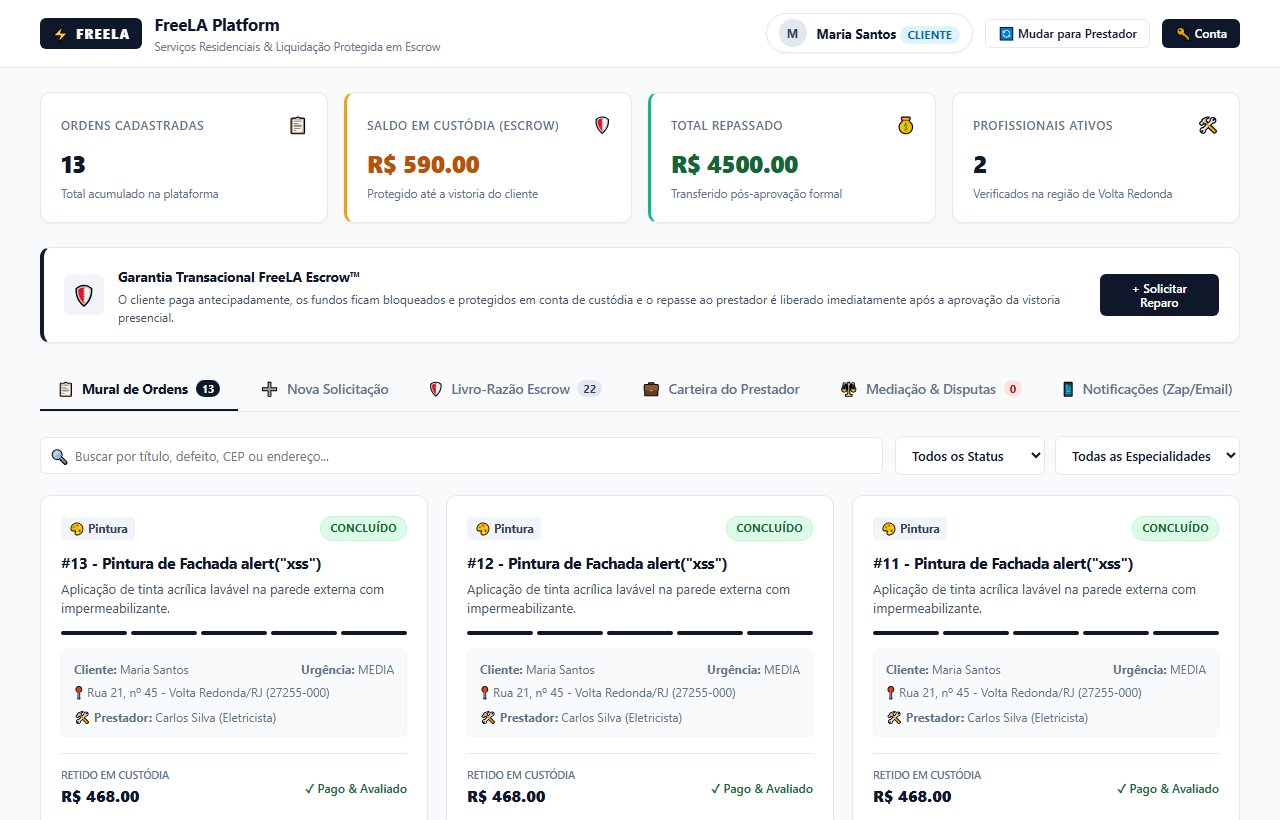 FREELA
FreeLA Platform
Serviços Residenciais & Liquidação Protegida em Escrow
M Maria Santos CLIENTE
Mudar para Prestador
Conta
ORDENS CADASTRADAS
13
Total acumulado na plataforma
SALDO EM CUSTÓDIA (ESCROW)
R$ 590.00
Protegido até a vistoria do cliente
TOTAL REPASSADO
R$ 4500.00
Transferido pós-aprovação formal
PROFISSIONAIS ATIVOS
2
Verificados na região de Volta Redonda
Garantia Transacional FreeLA Escrow™
O cliente paga antecipadamente, os fundos ficam bloqueados e protegidos em conta de custódia e o repasse ao prestador é liberado imediatamente após a aprovação da vistoria
presencial.
+ Solicitar
Reparo
Mural de Ordens 13
Nova Solicitação
Livro-Razão Escrow 22
Carteira do Prestador
Mediação & Disputas 0
Notificações (Zap/Email)
Buscar por título, defeito, CEP ou endereço...
Todos os Status
Todas as Especialidades
Pintura
CONCLUÍDO
#13 - Pintura de Fachada alert("xss")
Aplicação de tinta acrílica lavável na parede externa com
impermeabilizante.
Cliente: Maria Santos
Urgência: MEDIA
Rua 21, nº 45 - Volta Redonda/RJ (27255-000)
Prestador: Carlos Silva (Eletricista)
RETIDO EM CUSTÓDIA
R$ 468.00
✓ Pago & Avaliado
Pintura
CONCLUÍDO
#12 - Pintura de Fachada alert("xss")
Aplicação de tinta acrílica lavável na parede externa com
impermeabilizante.
Cliente: Maria Santos
Urgência: MEDIA
Rua 21, nº 45 - Volta Redonda/RJ (27255-000)
Prestador: Carlos Silva (Eletricista)
RETIDO EM CUSTÓDIA
R$ 468.00
✓ Pago & Avaliado
Pintura
CONCLUÍDO
#11 - Pintura de Fachada alert("xss")
Aplicação de tinta acrílica lavável na parede externa com
impermeabilizante.
Cliente: Maria Santos
Urgência: MEDIA
Rua 21, nº 45 - Volta Redonda/RJ (27255-000)
Prestador: Carlos Silva (Eletricista)
RETIDO EM CUSTÓDIA
R$ 468.00
✓ Pago & Avaliado